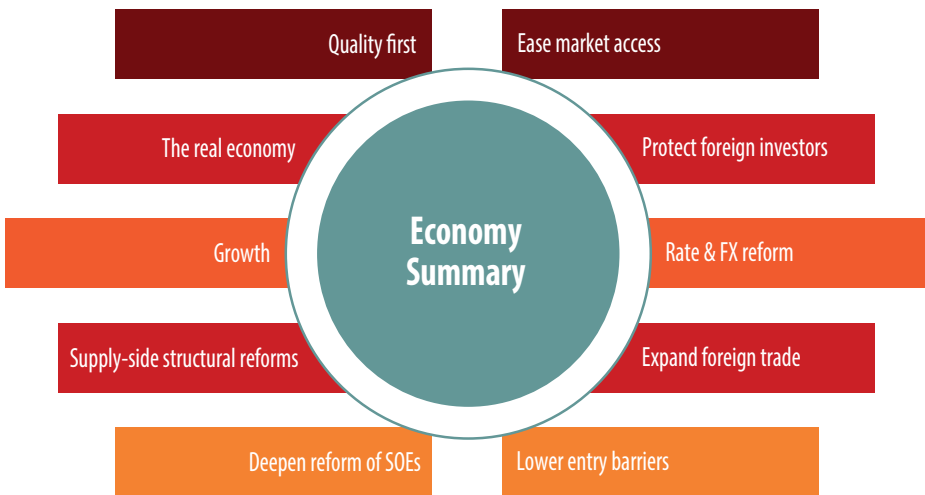 Quality first
Ease market access
The real economy
Protect foreign investors
Economy
Summary
Growth
Rate & FX reform
Supply-side structural reforms
Expand foreign trade
Deepen reform of SOEs
Lower entry barriers